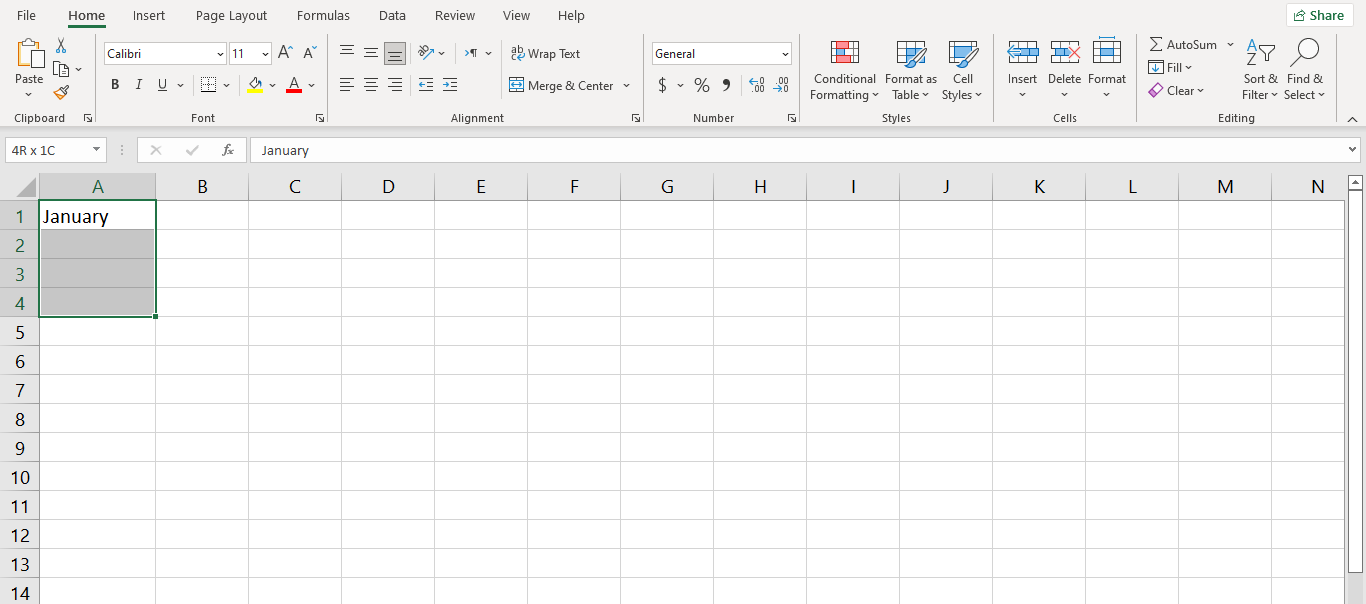 File Home Insert Page Layout Formulas Data Review View Help Share
Calibri 11 A A ab Wrap Text General AutoSum A Z
Paste B I U A Merge & Center $ % , .00 .00 Conditional Formatting Format as Table Cell Styles Insert Delete Format Fill Clear Sort & Filter Find & Select
Clipboard Font Alignment Number Styles Cells Editing
4R x 1C fx January
A B C D E F G H I J K L M N
1 January
2
3
4
5
6
7
8
9
10
11
12
13
14